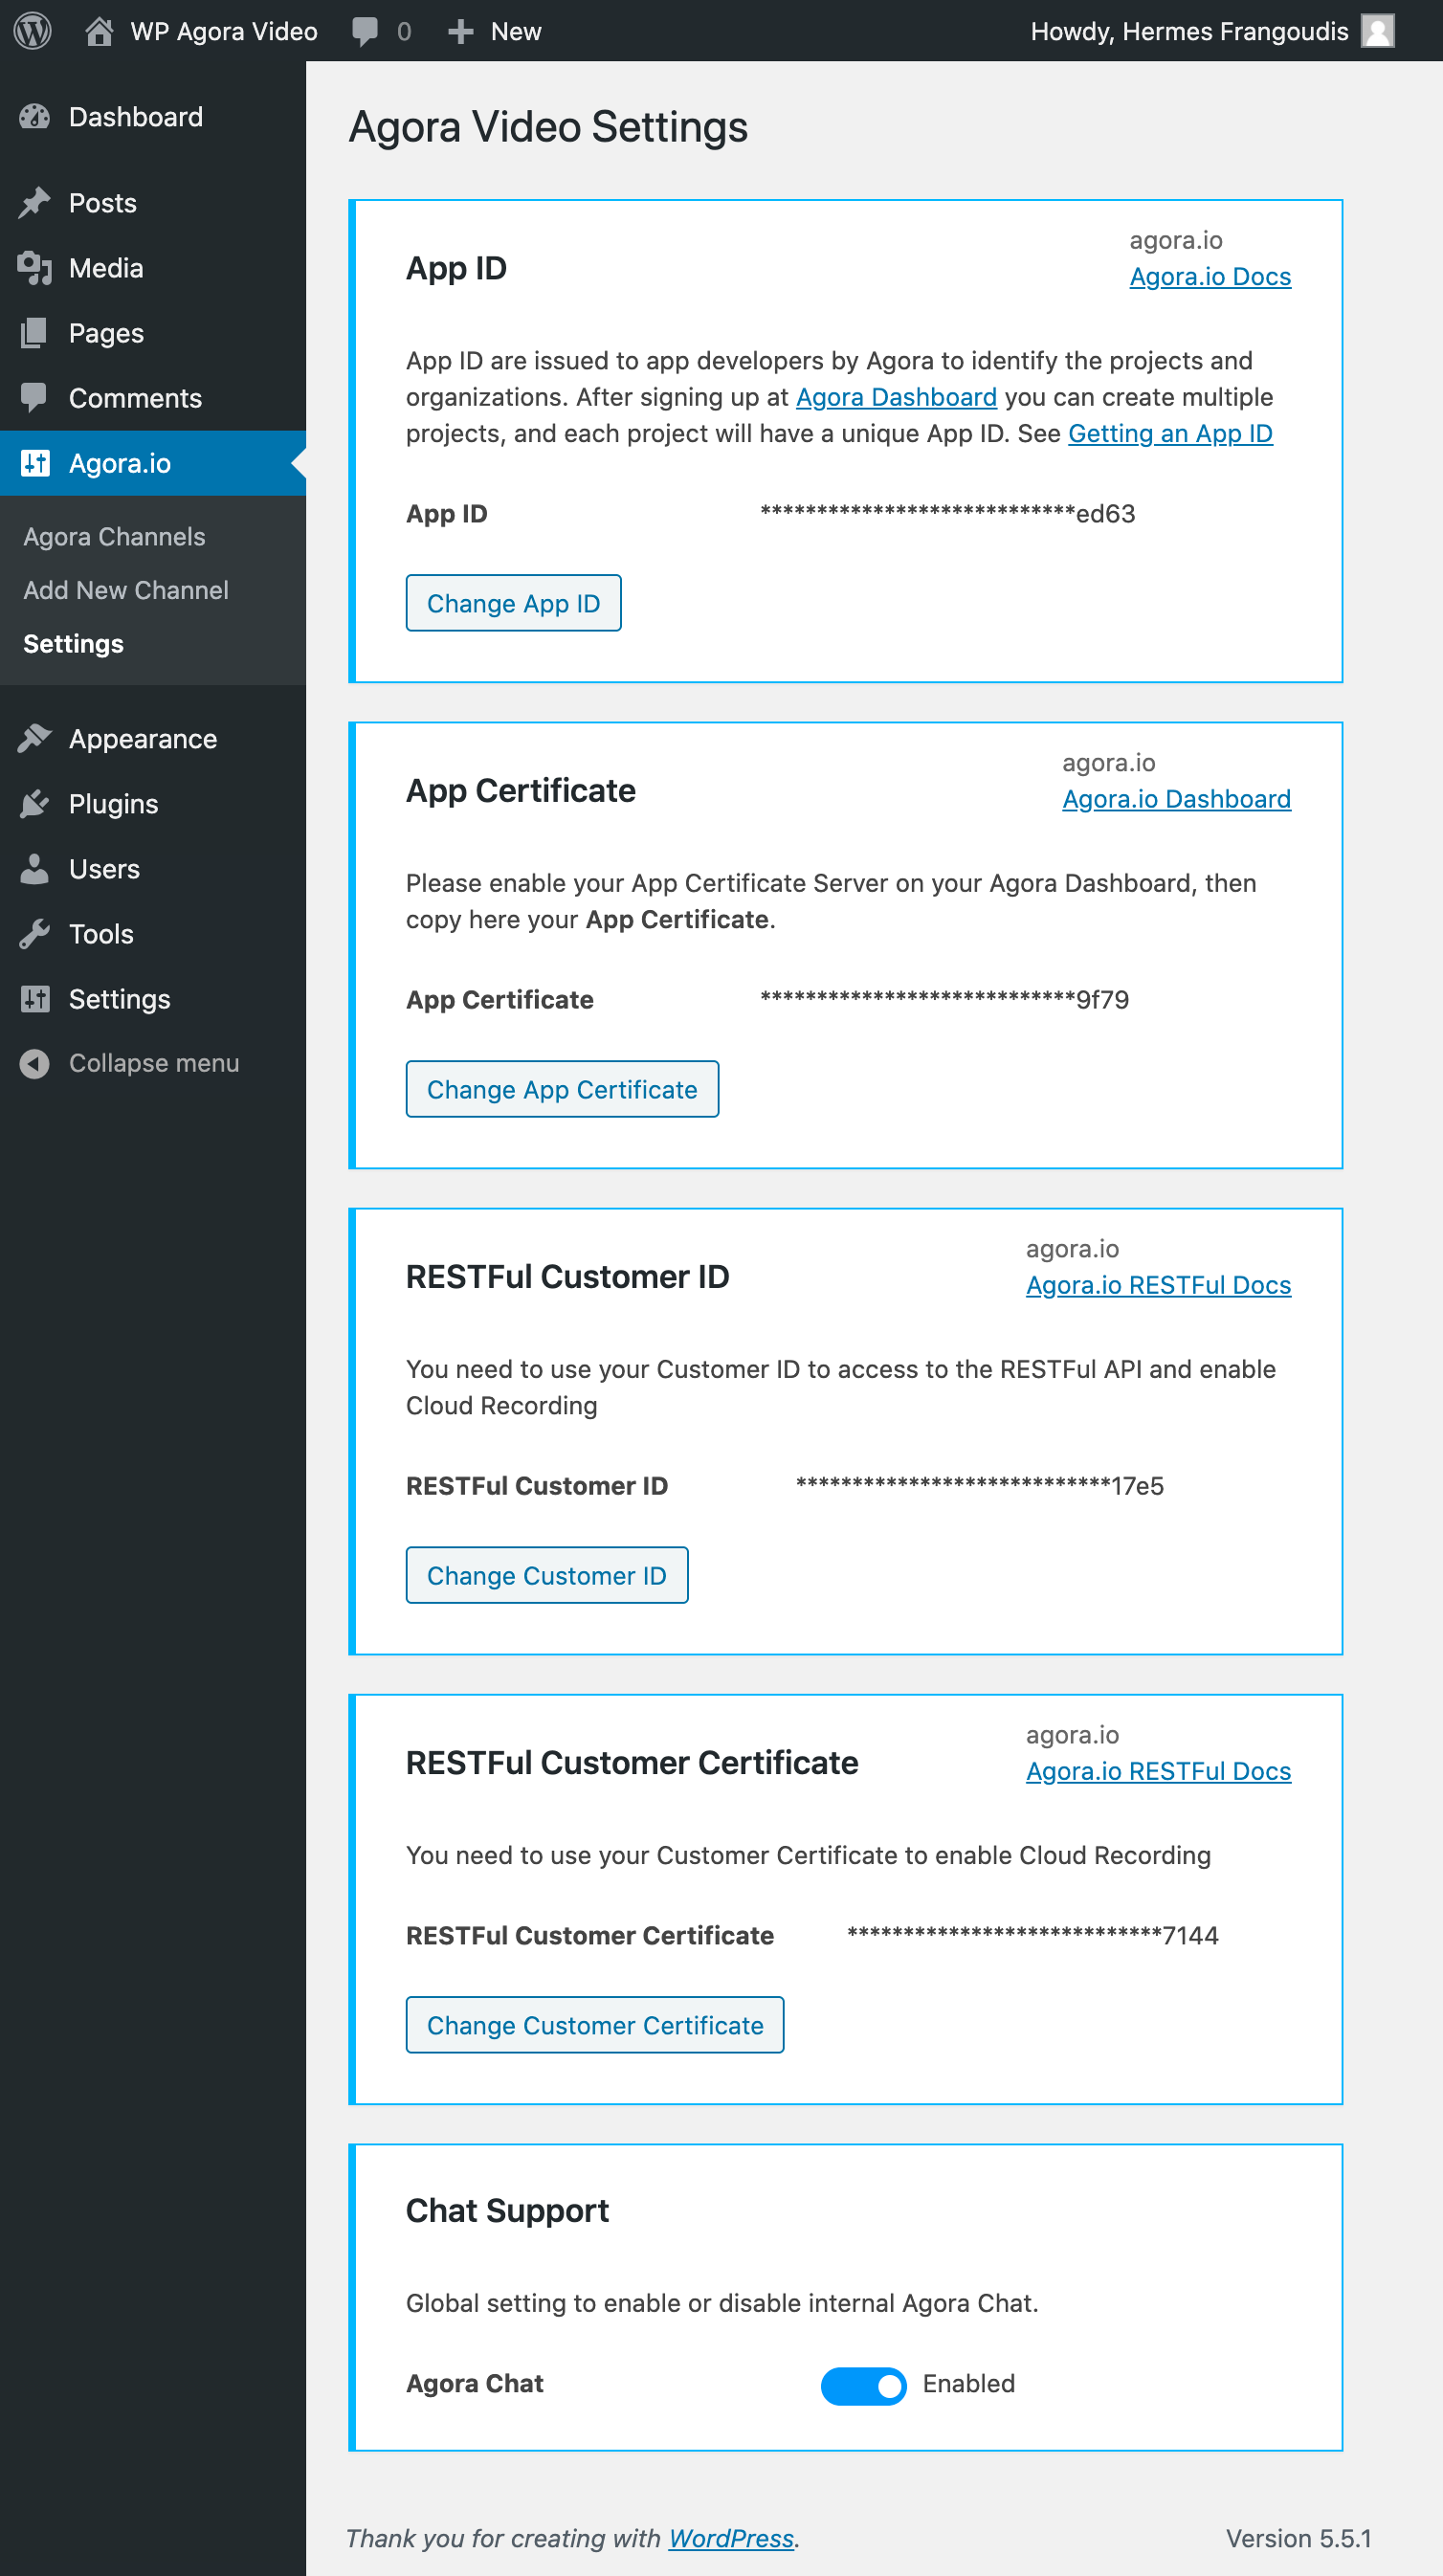 WP Agora Video
0
New
Howdy, Hermes Frangoudis
Dashboard
Posts
Media
Pages
Comments
Agora.io
Agora Channels
Add New Channel
Settings
Appearance
Plugins
Users
Tools
Settings
Collapse menu
Agora Video Settings
App ID
agora.io
Agora.io Docs
App ID are issued to app developers by Agora to identify the projects and
organizations. After signing up at Agora Dashboard you can create multiple
projects, and each project will have a unique App ID. See Getting an App ID
App ID ****************************ed63
Change App ID
App Certificate
agora.io
Agora.io Dashboard
Please enable your App Certificate Server on your Agora Dashboard, then
copy here your App Certificate.
App Certificate ****************************9f79
Change App Certificate
RESTFul Customer ID
agora.io
Agora.io RESTFul Docs
You need to use your Customer ID to access to the RESTFul API and enable
Cloud Recording
RESTFul Customer ID ****************************17e5
Change Customer ID
RESTFul Customer Certificate
agora.io
Agora.io RESTFul Docs
You need to use your Customer Certificate to enable Cloud Recording
RESTFul Customer Certificate ****************************7144
Change Customer Certificate
Chat Support
Global setting to enable or disable internal Agora Chat.
Agora Chat Enabled
Thank you for creating with WordPress.
Version 5.5.1